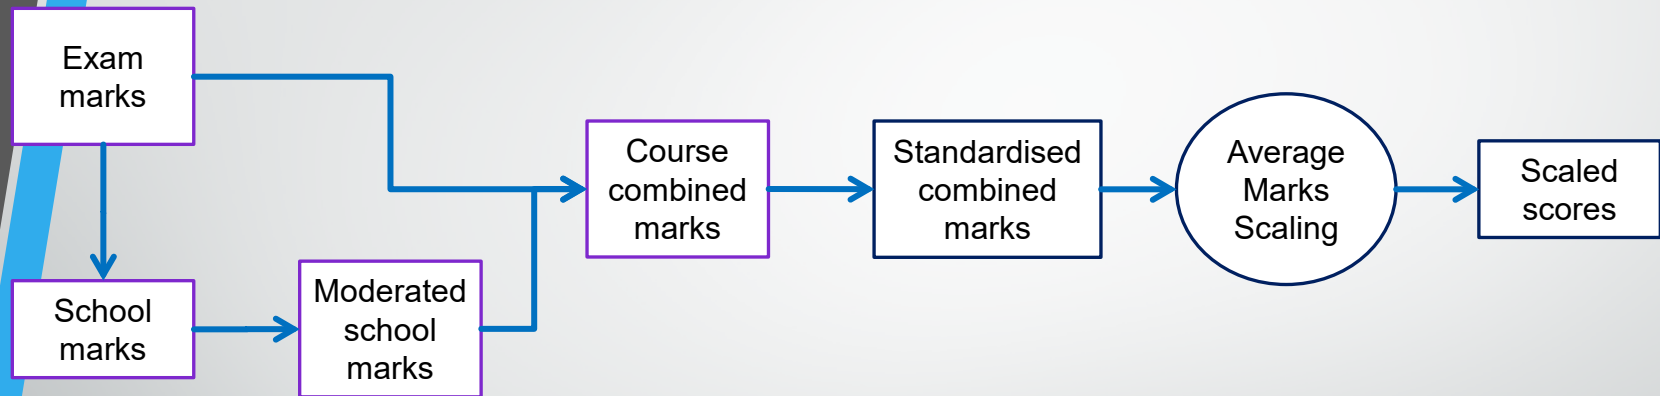 Exam
marks
School
marks
Moderated
school
marks
Course
combined
marks
Standardised
combined
marks
Average
Marks
Scaling
Scaled
scores